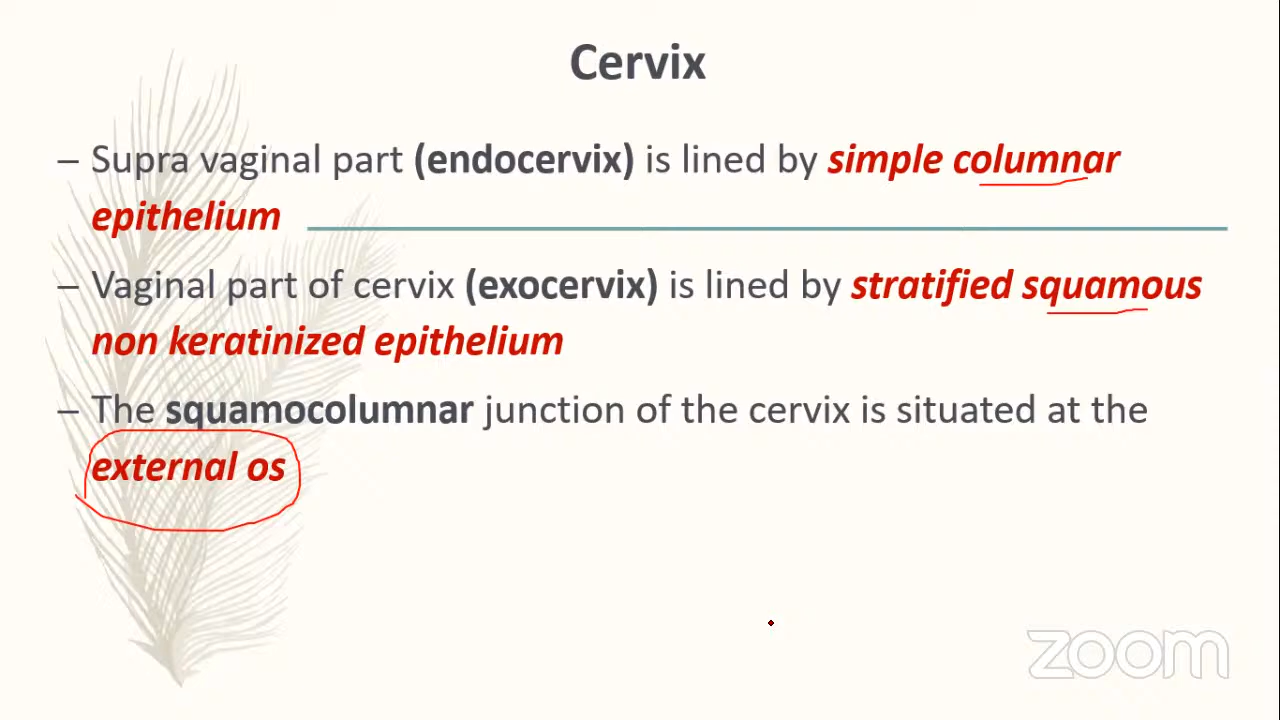 Cervix
– Supra vaginal part (endocervix) is lined by simple columnar
epithelium
– Vaginal part of cervix (exocervix) is lined by stratified squamous
non keratinized epithelium
– The squamocolumnar junction of the cervix is situated at the
external os
zoom